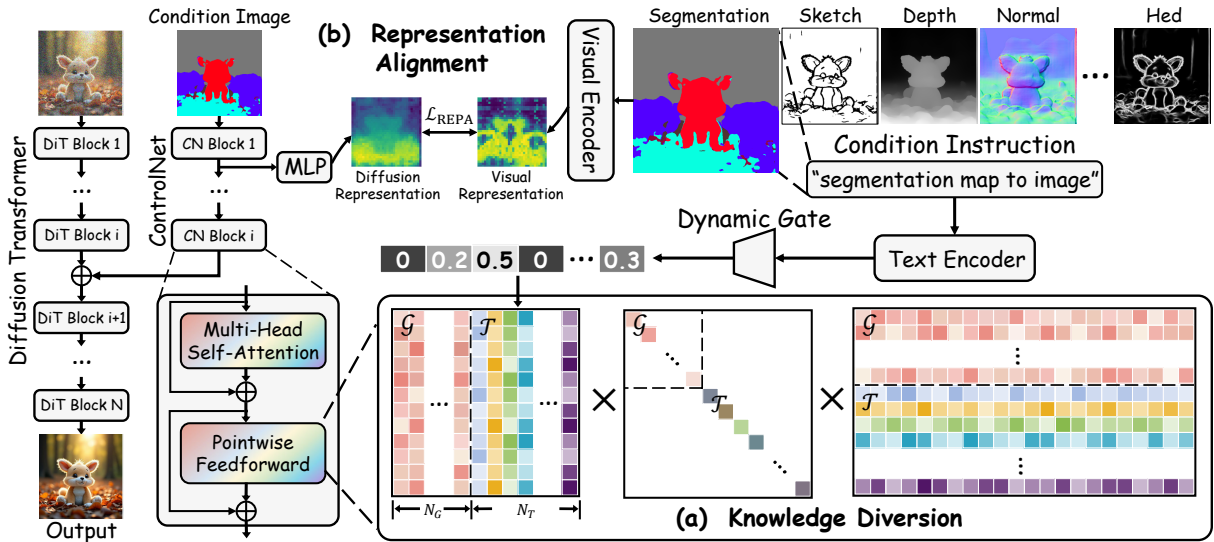 Condition Image
(b) Representation
Alignment
Visual Encoder
Segmentation
Sketch
Depth
Normal
Hed
...
Diffusion Transformer
ControlNet
DiT Block 1
CN Block 1
MLP
ℒREPA
Diffusion
Representation
Visual
Representation
Condition Instruction
"segmentation map to image"
...
...
DiT Block i
CN Block i
Dynamic Gate
Text Encoder
0 0.2 0.5 0 ... 0.3
DiT Block i+1
...
DiT Block N
Output
Multi-Head
Self-Attention
Pointwise
Feedforward
𝒢 𝒯
...
...
N_G N_T
×
𝒢
...
𝒯
...
×
𝒢
...
𝒯
...
(a) Knowledge Diversion